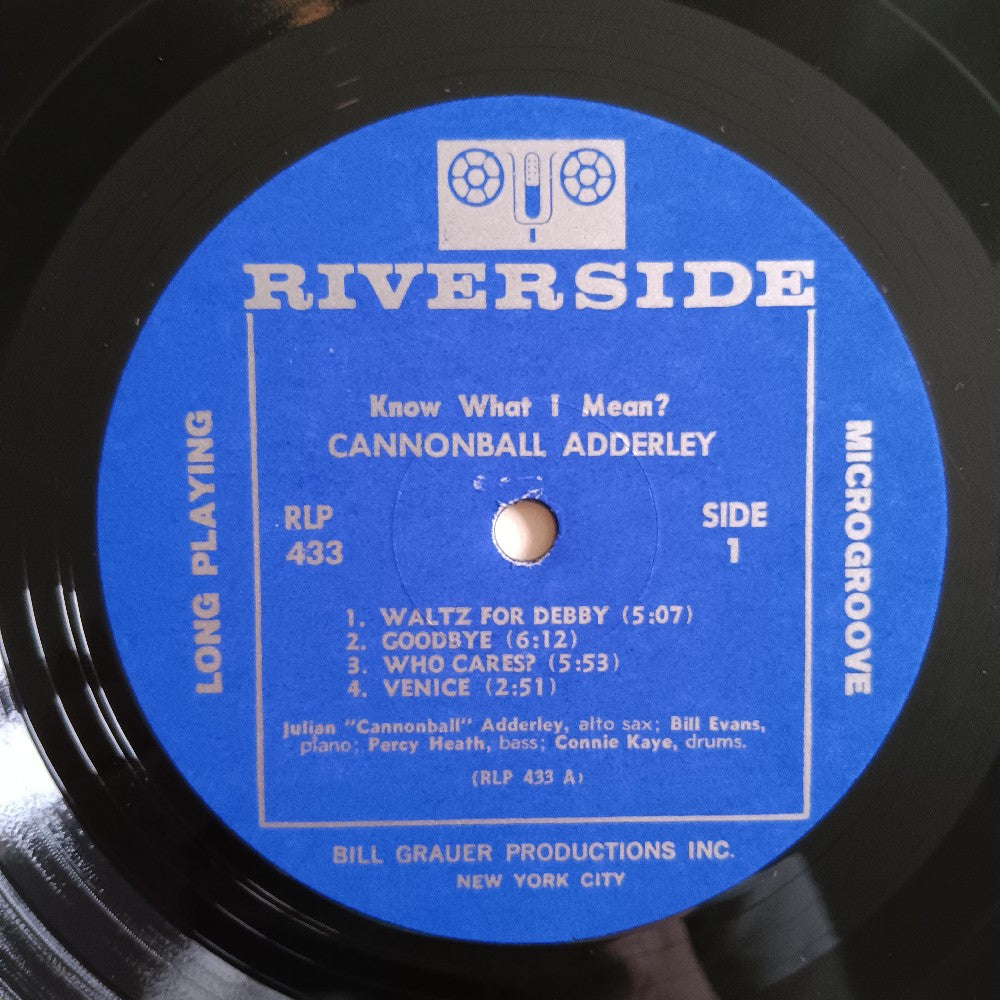 RIVERSIDE
Know What I Mean?
CANNONBALL ADDERLEY
RLP
433
SIDE
1
LONG PLAYING
MICROGROOVE
1. WALTZ FOR DEBBY (5:07)
2. GOODBYE (6:12)
3. WHO CARES? (5:53)
4. VENICE (2:51)
Julian "Cannonball" Adderley, alto sax; Bill Evans,
piano; Percy Heath, bass; Connie Kaye, drums.
(RLP 433 A)
BILL GRAUER PRODUCTIONS INC.
NEW YORK CITY